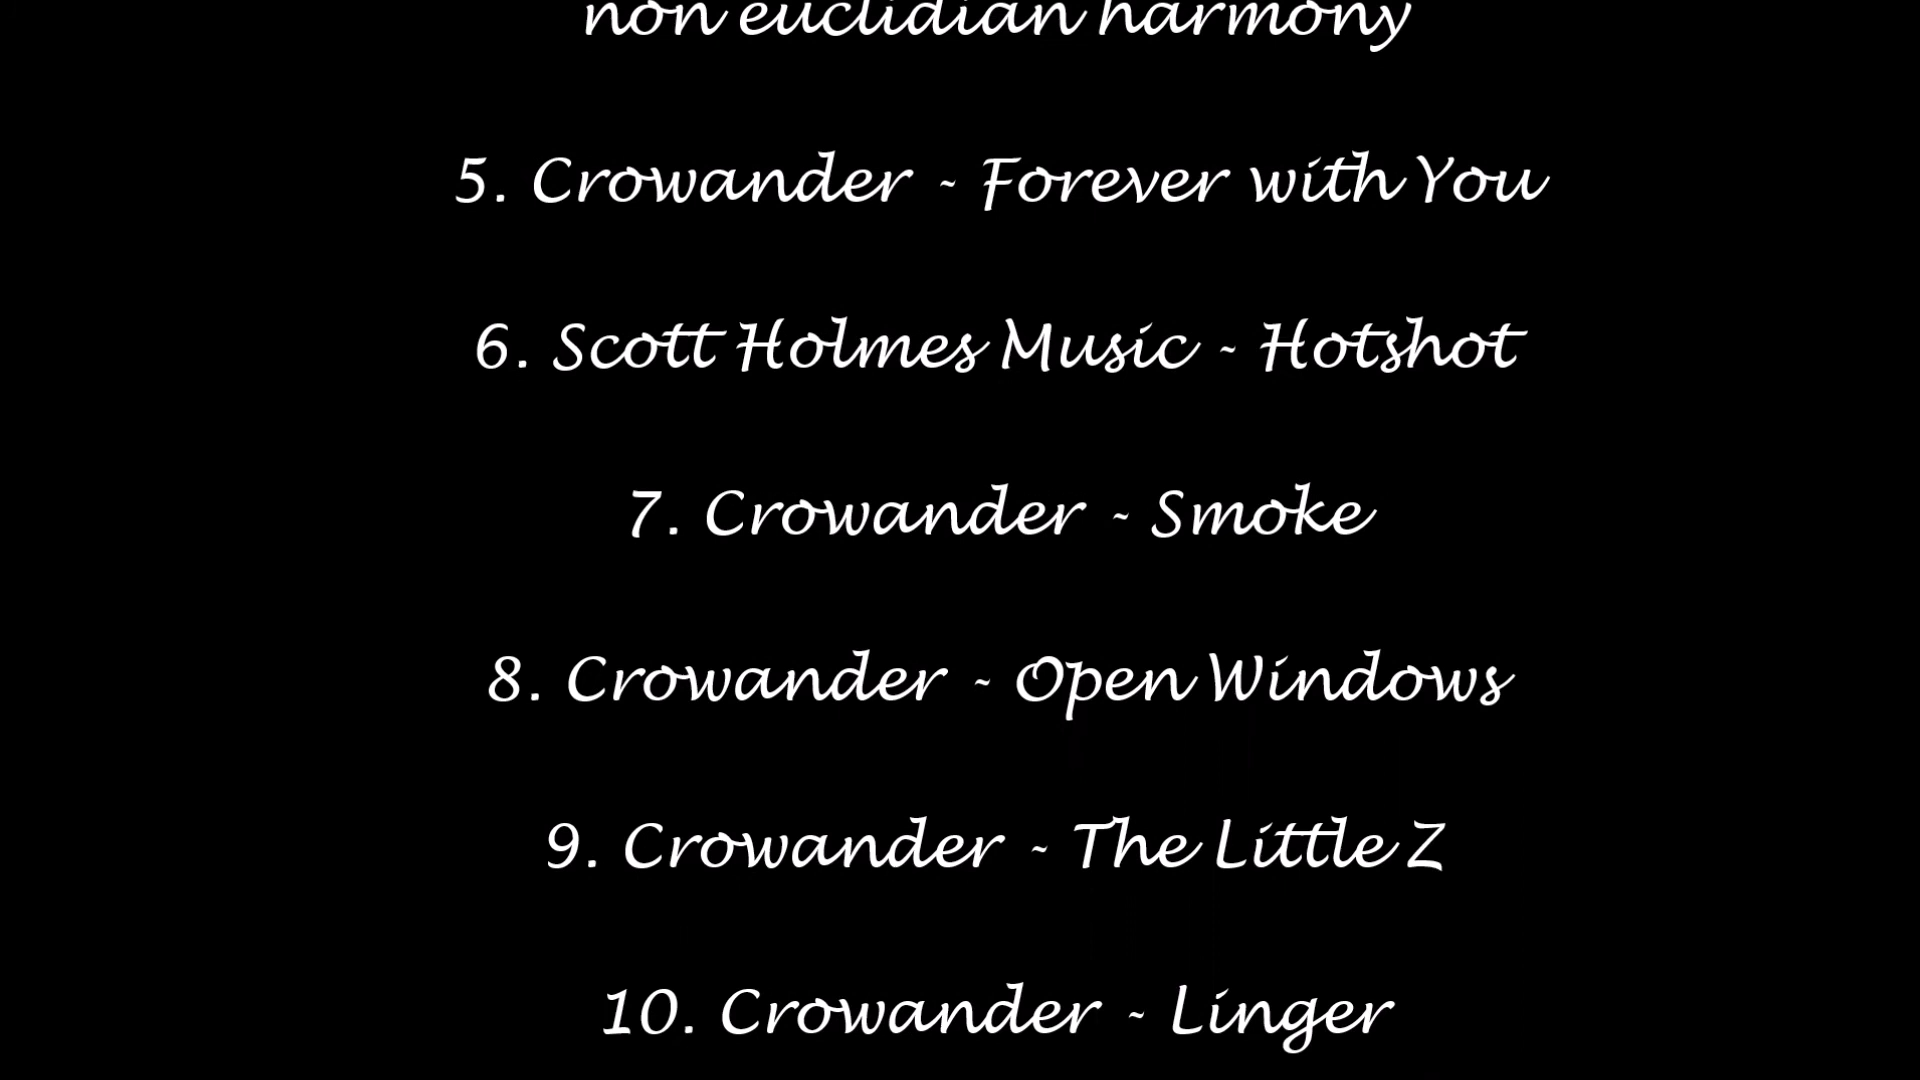 non euclidian harmony
5. Crowander - Forever with You
6. Scott Holmes Music - Hotshot
7. Crowander - Smoke
8. Crowander - Open Windows
9. Crowander - The Little Z
10. Crowander - Linger